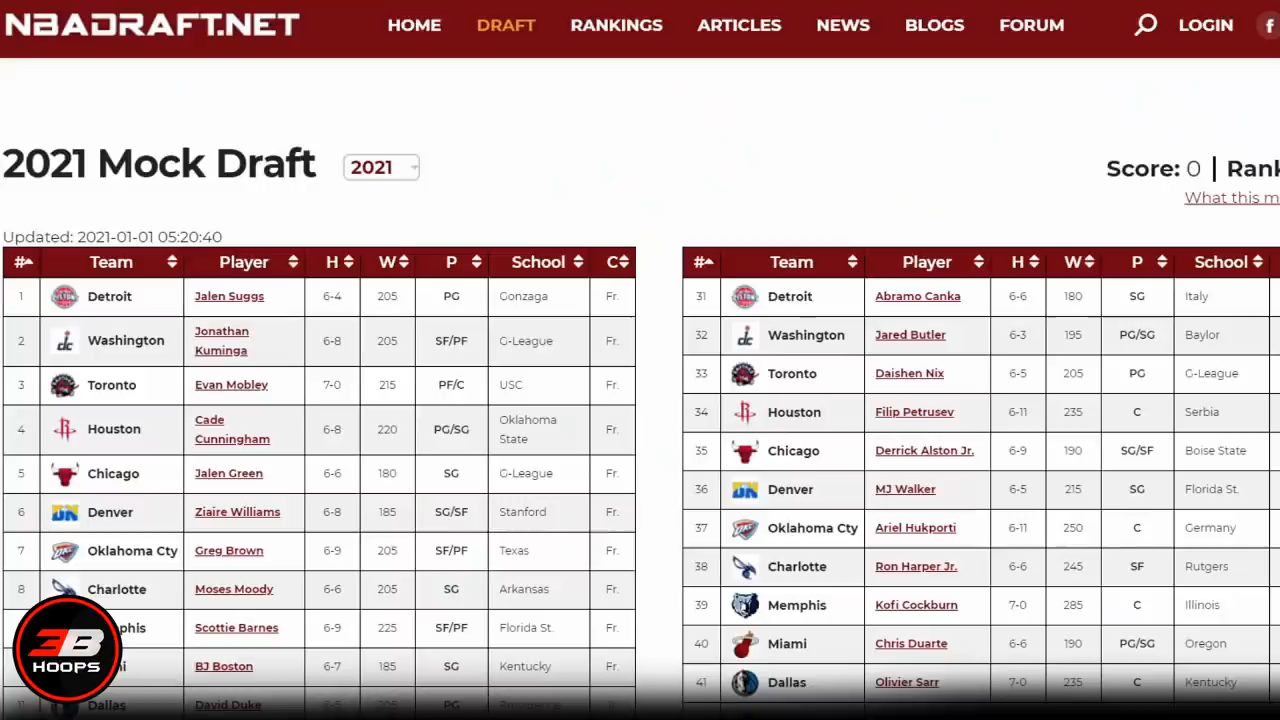 NBADRAFT.NET HOME DRAFT RANKINGS ARTICLES NEWS BLOGS FORUM LOGIN
2021 Mock Draft 2021 Score: 0 | Rank
What this m
Updated: 2021-01-01 05:20:40
# Team Player H W P School C
1 Detroit Jalen Suggs 6-4 205 PG Gonzaga Fr.
2 Washington Jonathan Kuminga 6-8 205 SF/PF G-League Fr.
3 Toronto Evan Mobley 7-0 215 PF/C USC Fr.
4 Houston Cade Cunningham 6-8 220 PG/SG Oklahoma State Fr.
5 Chicago Jalen Green 6-6 180 SG G-League Fr.
6 Denver Ziaire Williams 6-8 185 SG/SF Stanford Fr.
7 Oklahoma Cty Greg Brown 6-9 205 SF/PF Texas Fr.
8 Charlotte Moses Moody 6-6 205 SG Arkansas Fr.
phis Scottie Barnes 6-9 225 SF/PF Florida St. Fr.
BJ Boston 6-7 185 SG Kentucky Fr.
11 Dallas David Duke 6-5 205 PG Providence
# Team Player H W P School
31 Detroit Abramo Canka 6-6 180 SG Italy
32 Washington Jared Butler 6-3 195 PG/SG Baylor
33 Toronto Daishen Nix 6-5 205 PG G-League
34 Houston Filip Petrusev 6-11 235 C Serbia
35 Chicago Derrick Alston Jr. 6-9 190 SG/SF Boise State
36 Denver MJ Walker 6-5 215 SG Florida St.
37 Oklahoma Cty Ariel Hukporti 6-11 250 C Germany
38 Charlotte Ron Harper Jr. 6-6 245 SF Rutgers
39 Memphis Kofi Cockburn 7-0 285 C Illinois
40 Miami Chris Duarte 6-6 190 PG/SG Oregon
41 Dallas Olivier Sarr 7-0 235 C Kentucky
3B
HOOPS